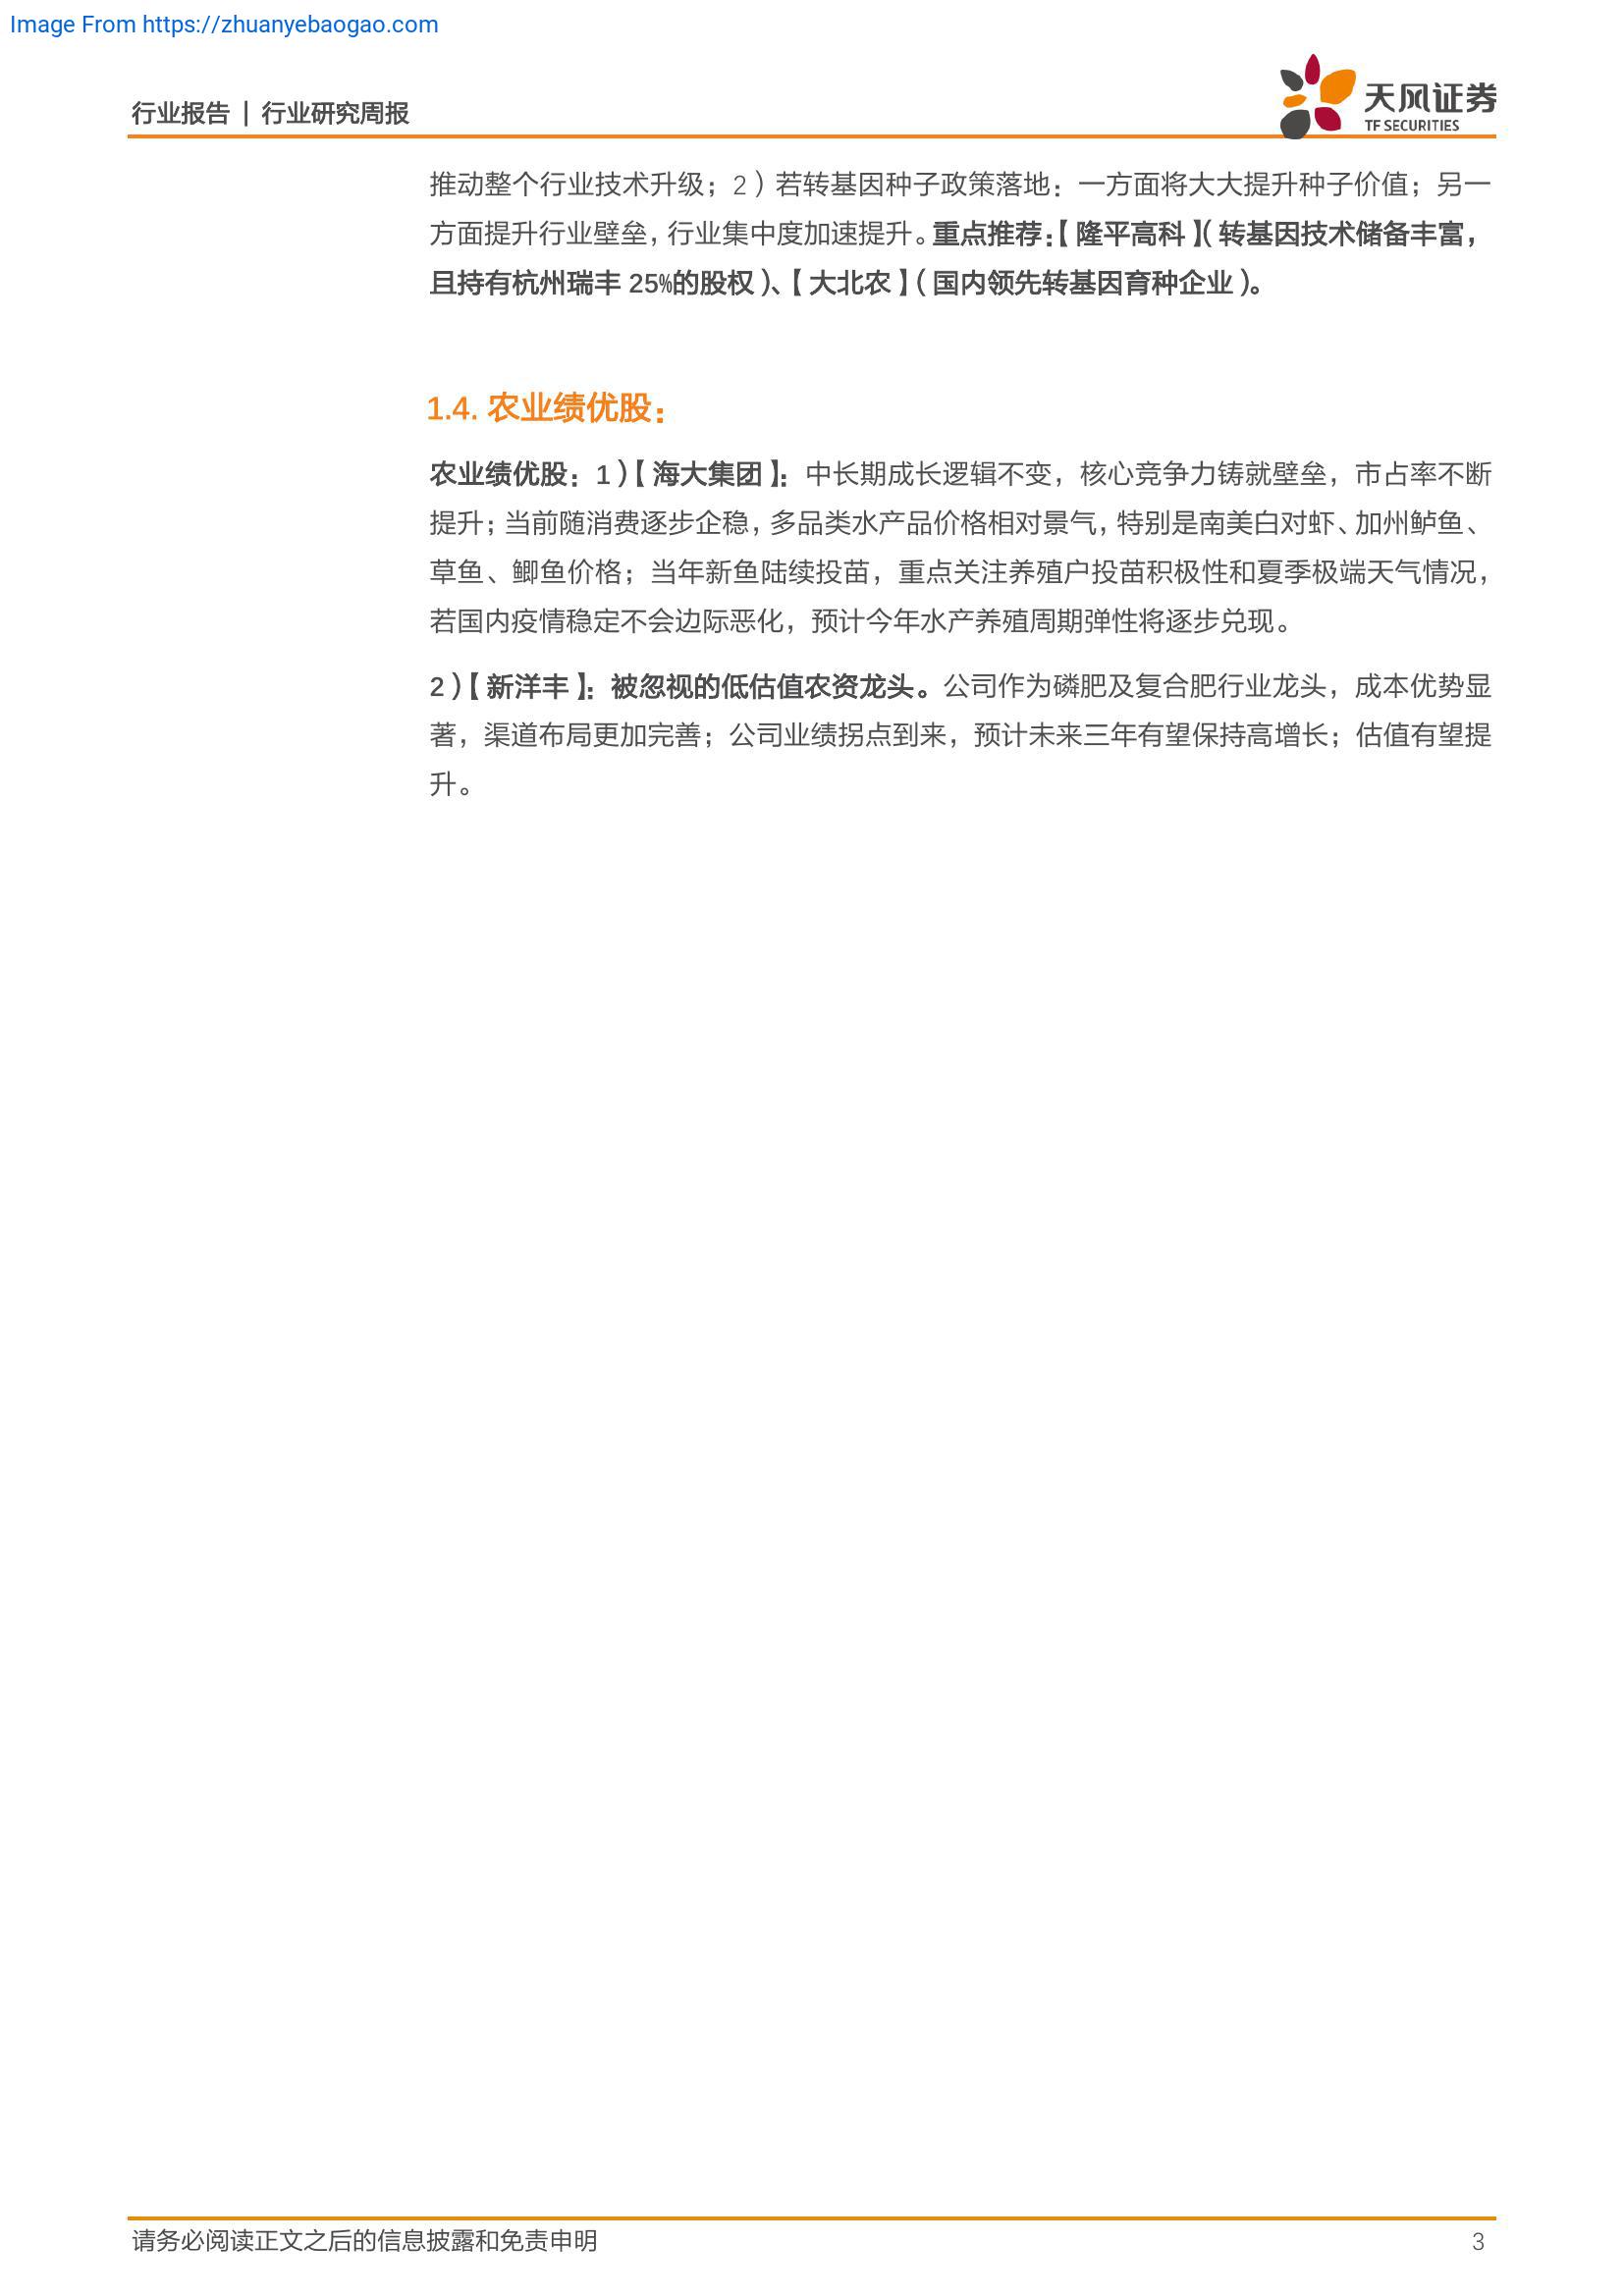 Image From https://zhuanyebaogao.com
行业报告 | 行业研究周报
天风证券
TF SECURITIES
推动整个行业技术升级；2）若转基因种子政策落地：一方面将大大提升种子价值；另一
方面提升行业壁垒，行业集中度加速提升。重点推荐：【隆平高科】（转基因技术储备丰富，
且持有杭州瑞丰 25%的股权）、【大北农】（国内领先转基因育种企业）。
1.4. 农业绩优股：
农业绩优股：1）【海大集团】：中长期成长逻辑不变，核心竞争力铸就壁垒，市占率不断
提升；当前随消费逐步企稳，多品类水产品价格相对景气，特别是南美白对虾、加州鲈鱼、
草鱼、鲫鱼价格；当年新鱼陆续投苗，重点关注养殖户投苗积极性和夏季极端天气情况，
若国内疫情稳定不会边际恶化，预计今年水产养殖周期弹性将逐步兑现。
2）【新洋丰】：被忽视的低估值农资龙头。公司作为磷肥及复合肥行业龙头，成本优势显
著，渠道布局更加完善；公司业绩拐点到来，预计未来三年有望保持高增长；估值有望提
升。
请务必阅读正文之后的信息披露和免责申明
3